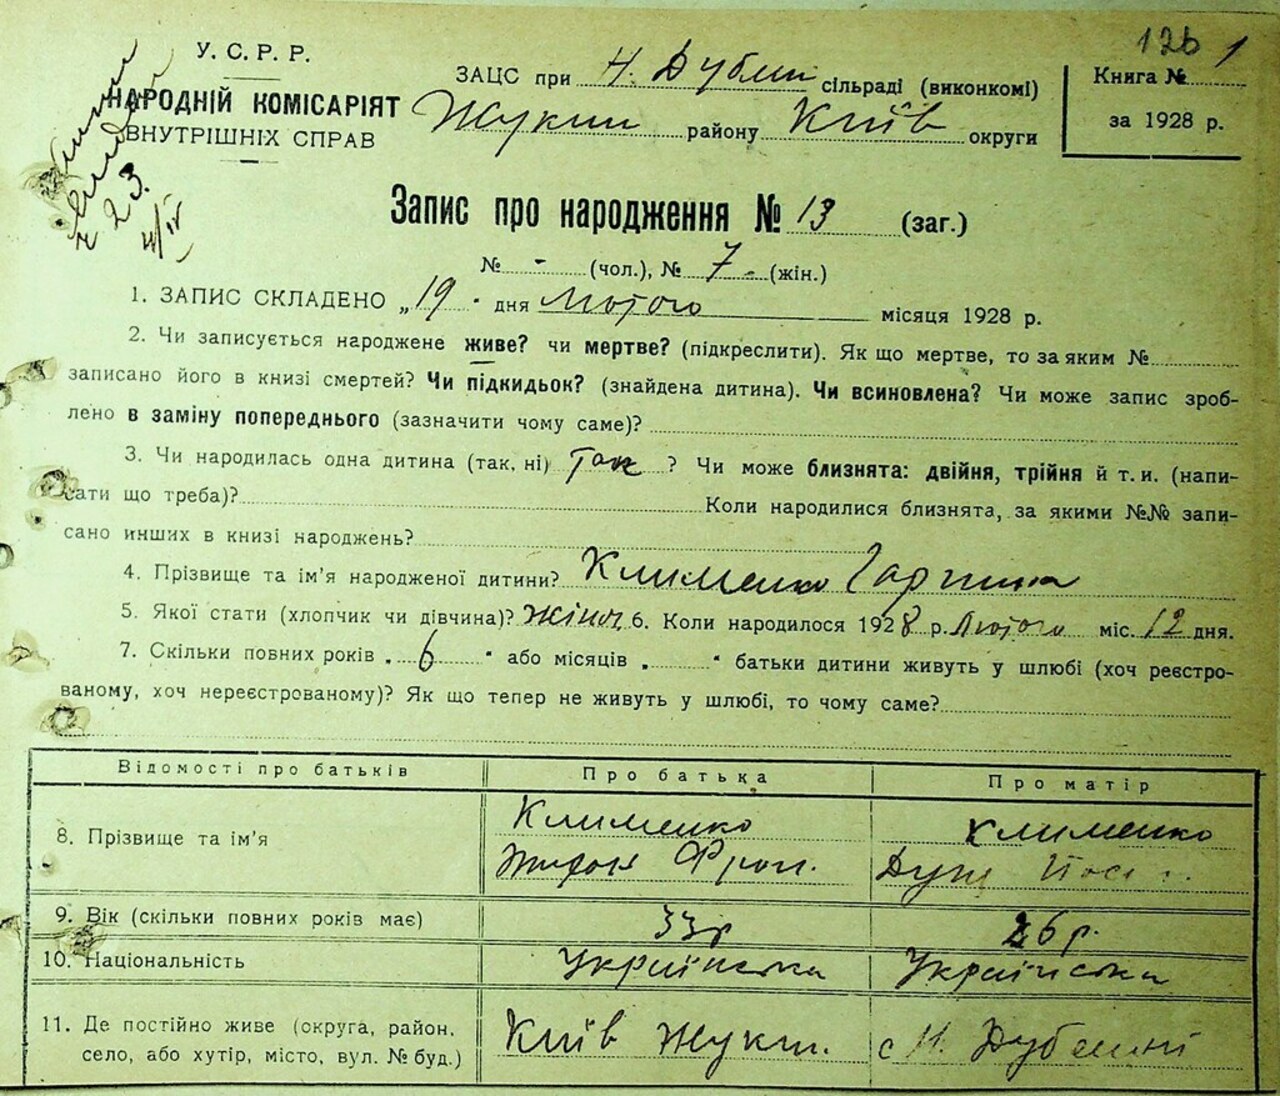 126 1
У. С. Р. Р.
НАРОДНІЙ КОМІСАРІЯТ
ВНУТРІШНІХ СПРАВ
23.
4/IV
ЗАЦС при Н. Дубл сільраді (виконкомі)
Жукин району Київ округи
Книга №
за 1928 р.
Запис про народження № 13 (заг.)
№ - (чол.), № 7 - (жін.)
1. ЗАПИС СКЛАДЕНО „19" дня Лютого місяця 1928 р.
2. Чи записується народжене живе? чи мертве? (підкреслити). Як що мертве, то за яким №
записано його в книзі смертей? Чи підкидьок? (знайдена дитина). Чи всиновлена? Чи може запис зроб-
лено в заміну попереднього (зазначити чому саме)?
3. Чи народилась одна дитина (так, ні) Так ? Чи може близнята: двійня, трійня й т. и. (напи-
сати що треба)? Коли народилися близнята, за якими №№ запи-
сано инших в книзі народжень?
4. Прізвище та ім'я народженої дитини? Клименко
5. Якої стати (хлопчик чи дівчина)? Жіноч 6. Коли народилося 1928 р. Лютого міс. 12 дня.
7. Скільки повних років „ 6 " або місяців „ " батьки дитини живуть у шлюбі (хоч реєстро-
ваному, хоч нереєстрованому)? Як що тепер не живуть у шлюбі, то чому саме?
Відомості про батьків Про батька Про матір
8. Прізвище та ім'я Клименко Клименко
Фрол.
9. Вік (скільки повних років має) 33 р 26 р.
10. Національність Українська Українська
11. Де постійно живе (округа, район,
село, або хутір, місто, вул. № буд.) Київ Жукин. с Н. Дубечні